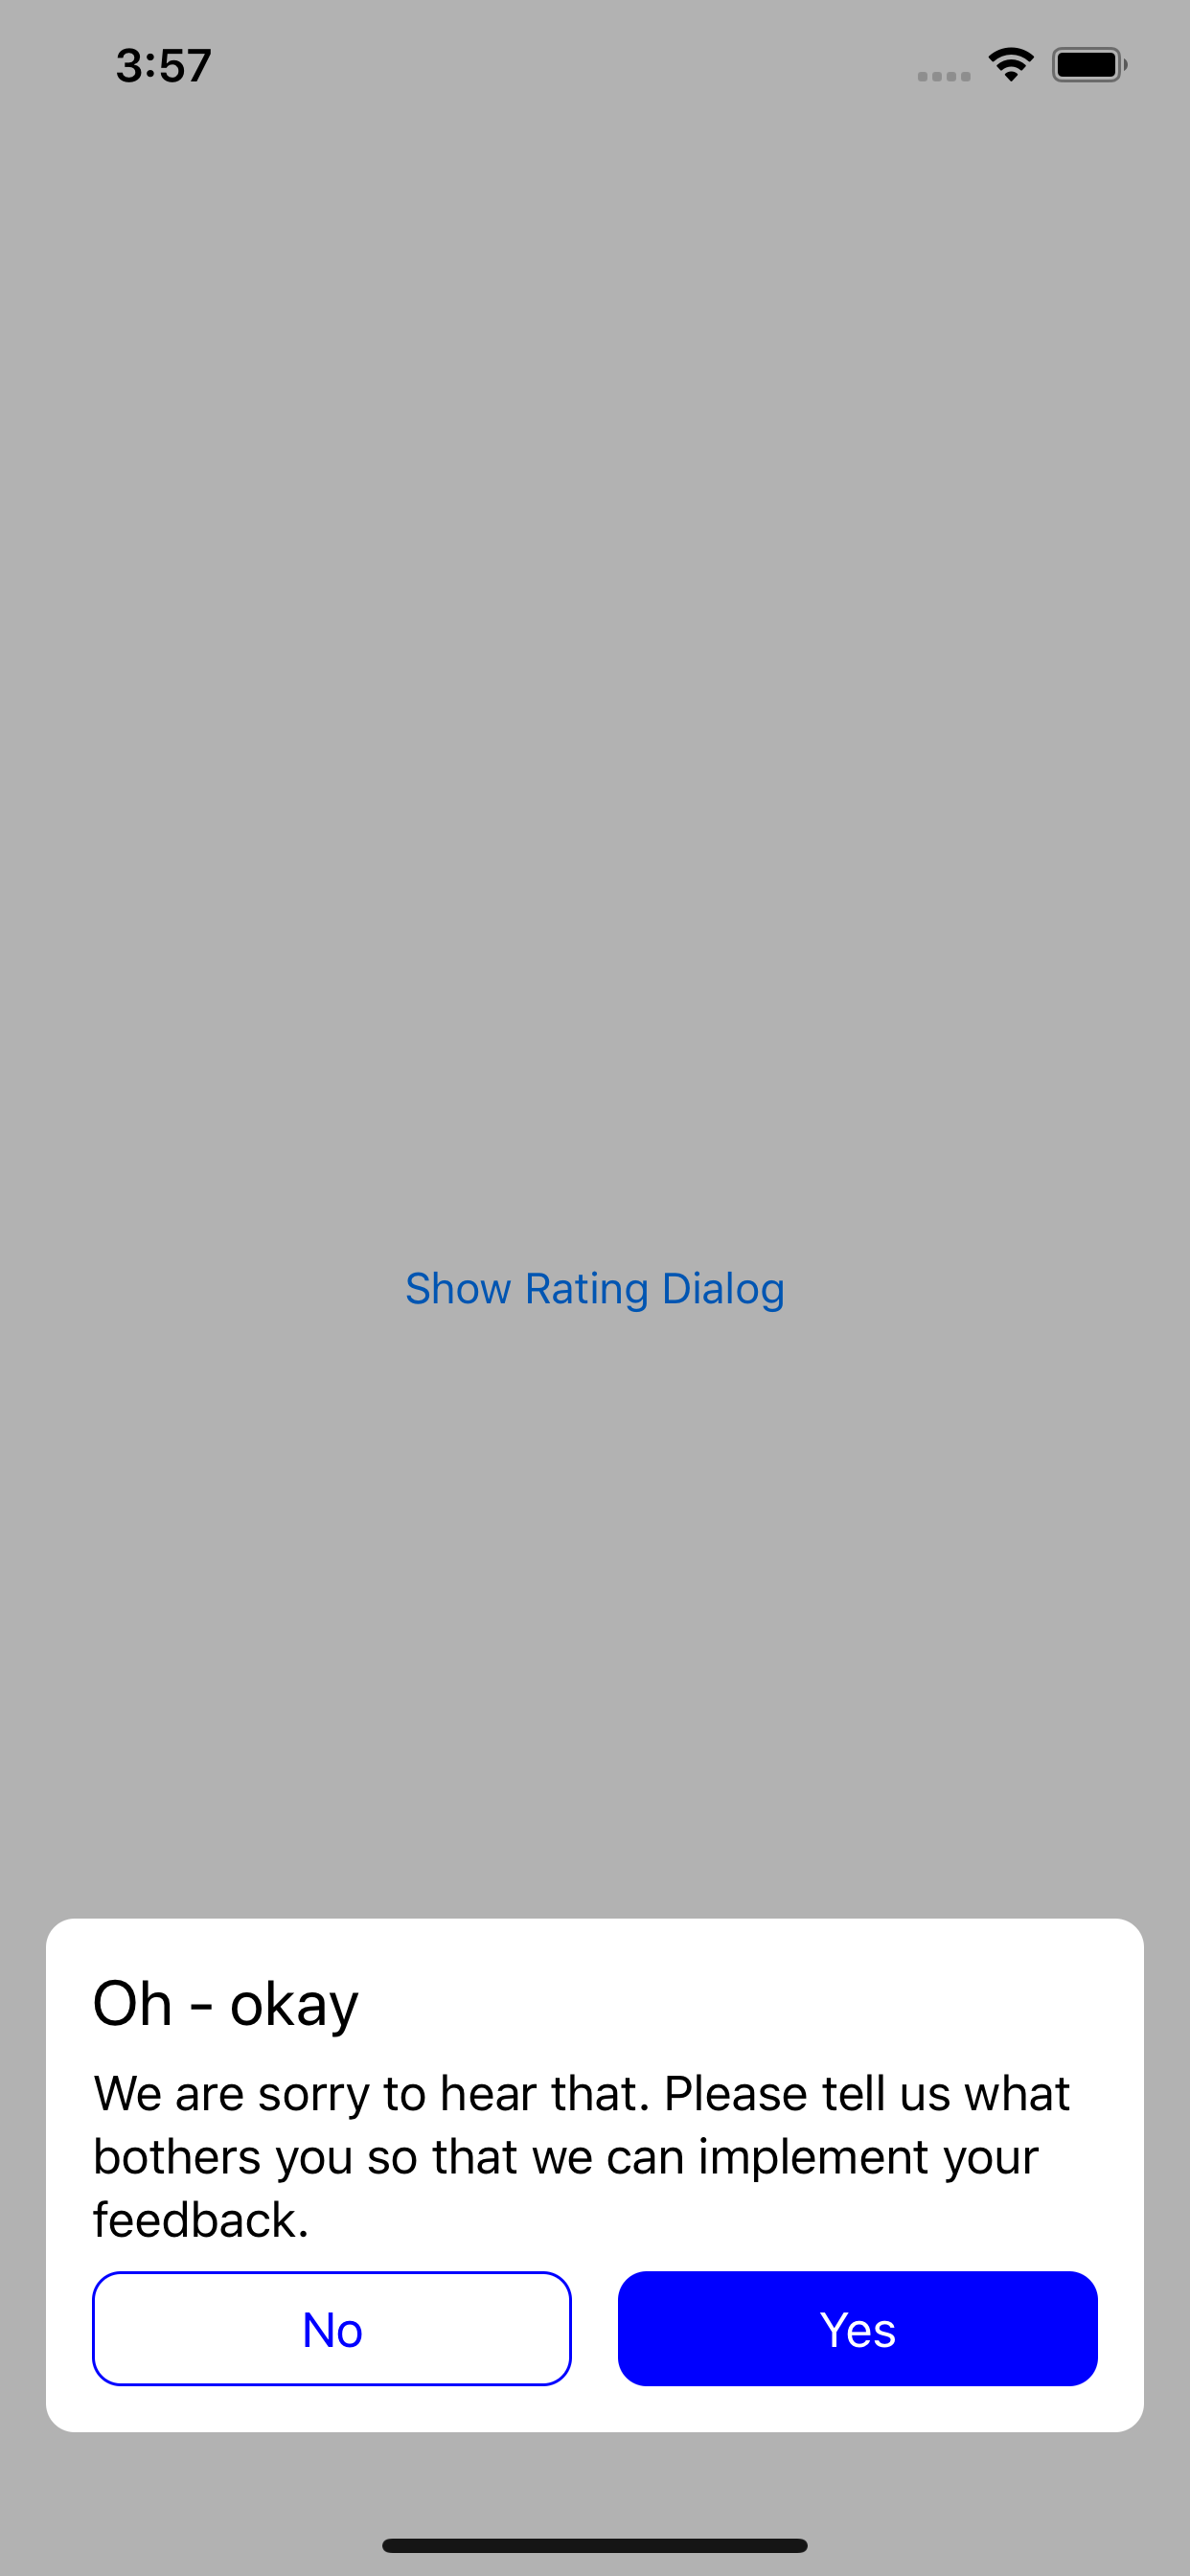 3:57
Show Rating Dialog
Oh - okay
We are sorry to hear that. Please tell us what
bothers you so that we can implement your
feedback.
No
Yes